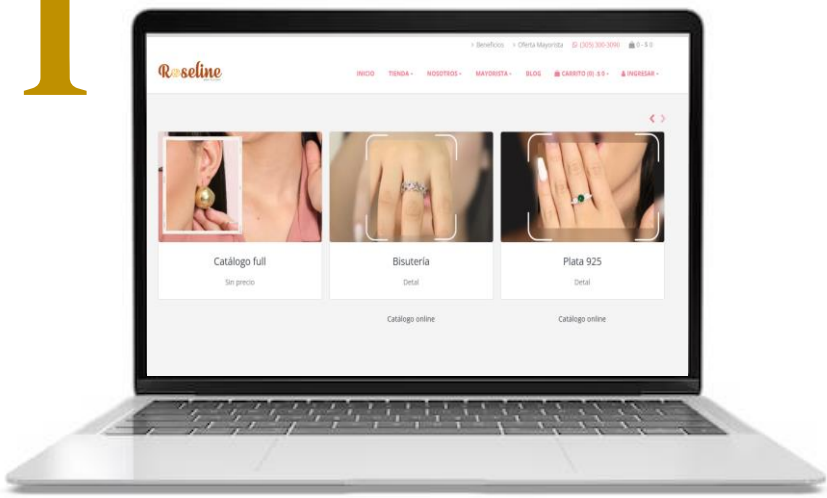 1
› Beneficios › Oferta Mayorista (305) 300-3090 0 - $ 0
Roseline
INICIO TIENDA NOSOTROS MAYORISTA BLOG CARRITO (0) $ 0 INGRESAR
Catálogo full
Sin precio
Bisutería
Detal
Plata 925
Detal
Catálogo online
Catálogo online